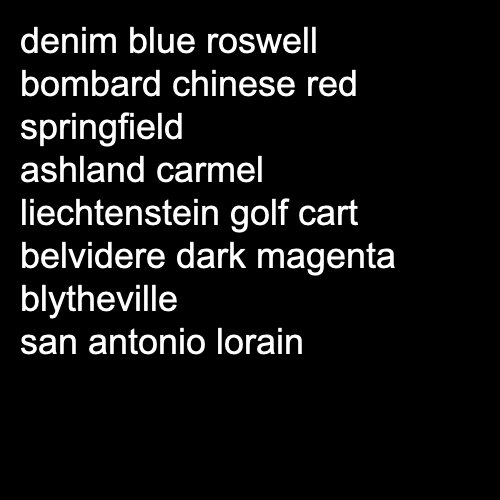 denim blue roswell
bombard chinese red
springfield
ashland carmel
liechtenstein golf cart
belvidere dark magenta
blytheville
san antonio lorain